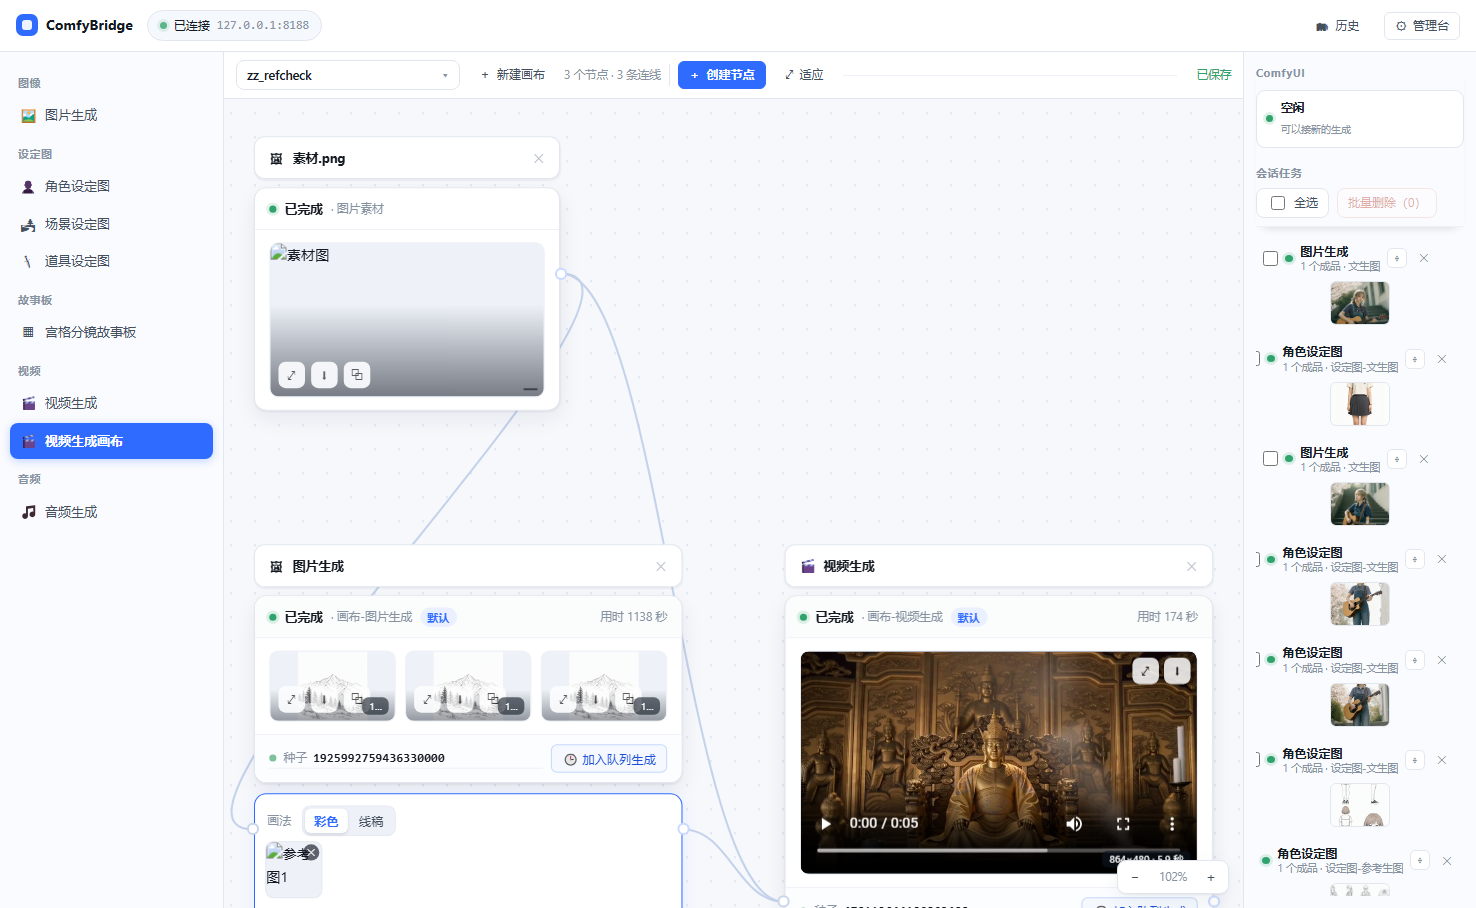 ComfyBridge
已连接 127.0.0.1:8188
历史
管理台
图像
图片生成
设定图
角色设定图
场景设定图
道具设定图
故事板
宫格分镜故事板
视频
视频生成
视频生成画布
音频
音频生成
zz_refcheck
+ 新建画布
3 个节点 · 3 条连线
+ 创建节点
适应
已保存
素材.png
已完成 · 图片素材
素材图
图片生成
已完成 · 画布-图片生成 默认 用时 1138 秒
1...
1...
1...
种子 1925992759436330000
加入队列生成
画法 彩色 线稿
参考图1
视频生成
已完成 · 画布-视频生成 默认 用时 174 秒
0:00 / 0:05
− 102% +
ComfyUI
空闲
可以接新的生成
会话任务
全选
批量删除（0）
图片生成
1 个成品 · 文生图
角色设定图
1 个成品 · 设定图-文生图
图片生成
1 个成品 · 文生图
角色设定图
1 个成品 · 设定图-文生图
角色设定图
1 个成品 · 设定图-文生图
角色设定图
1 个成品 · 设定图-文生图
角色设定图
1 个成品 · 设定图-参考生图